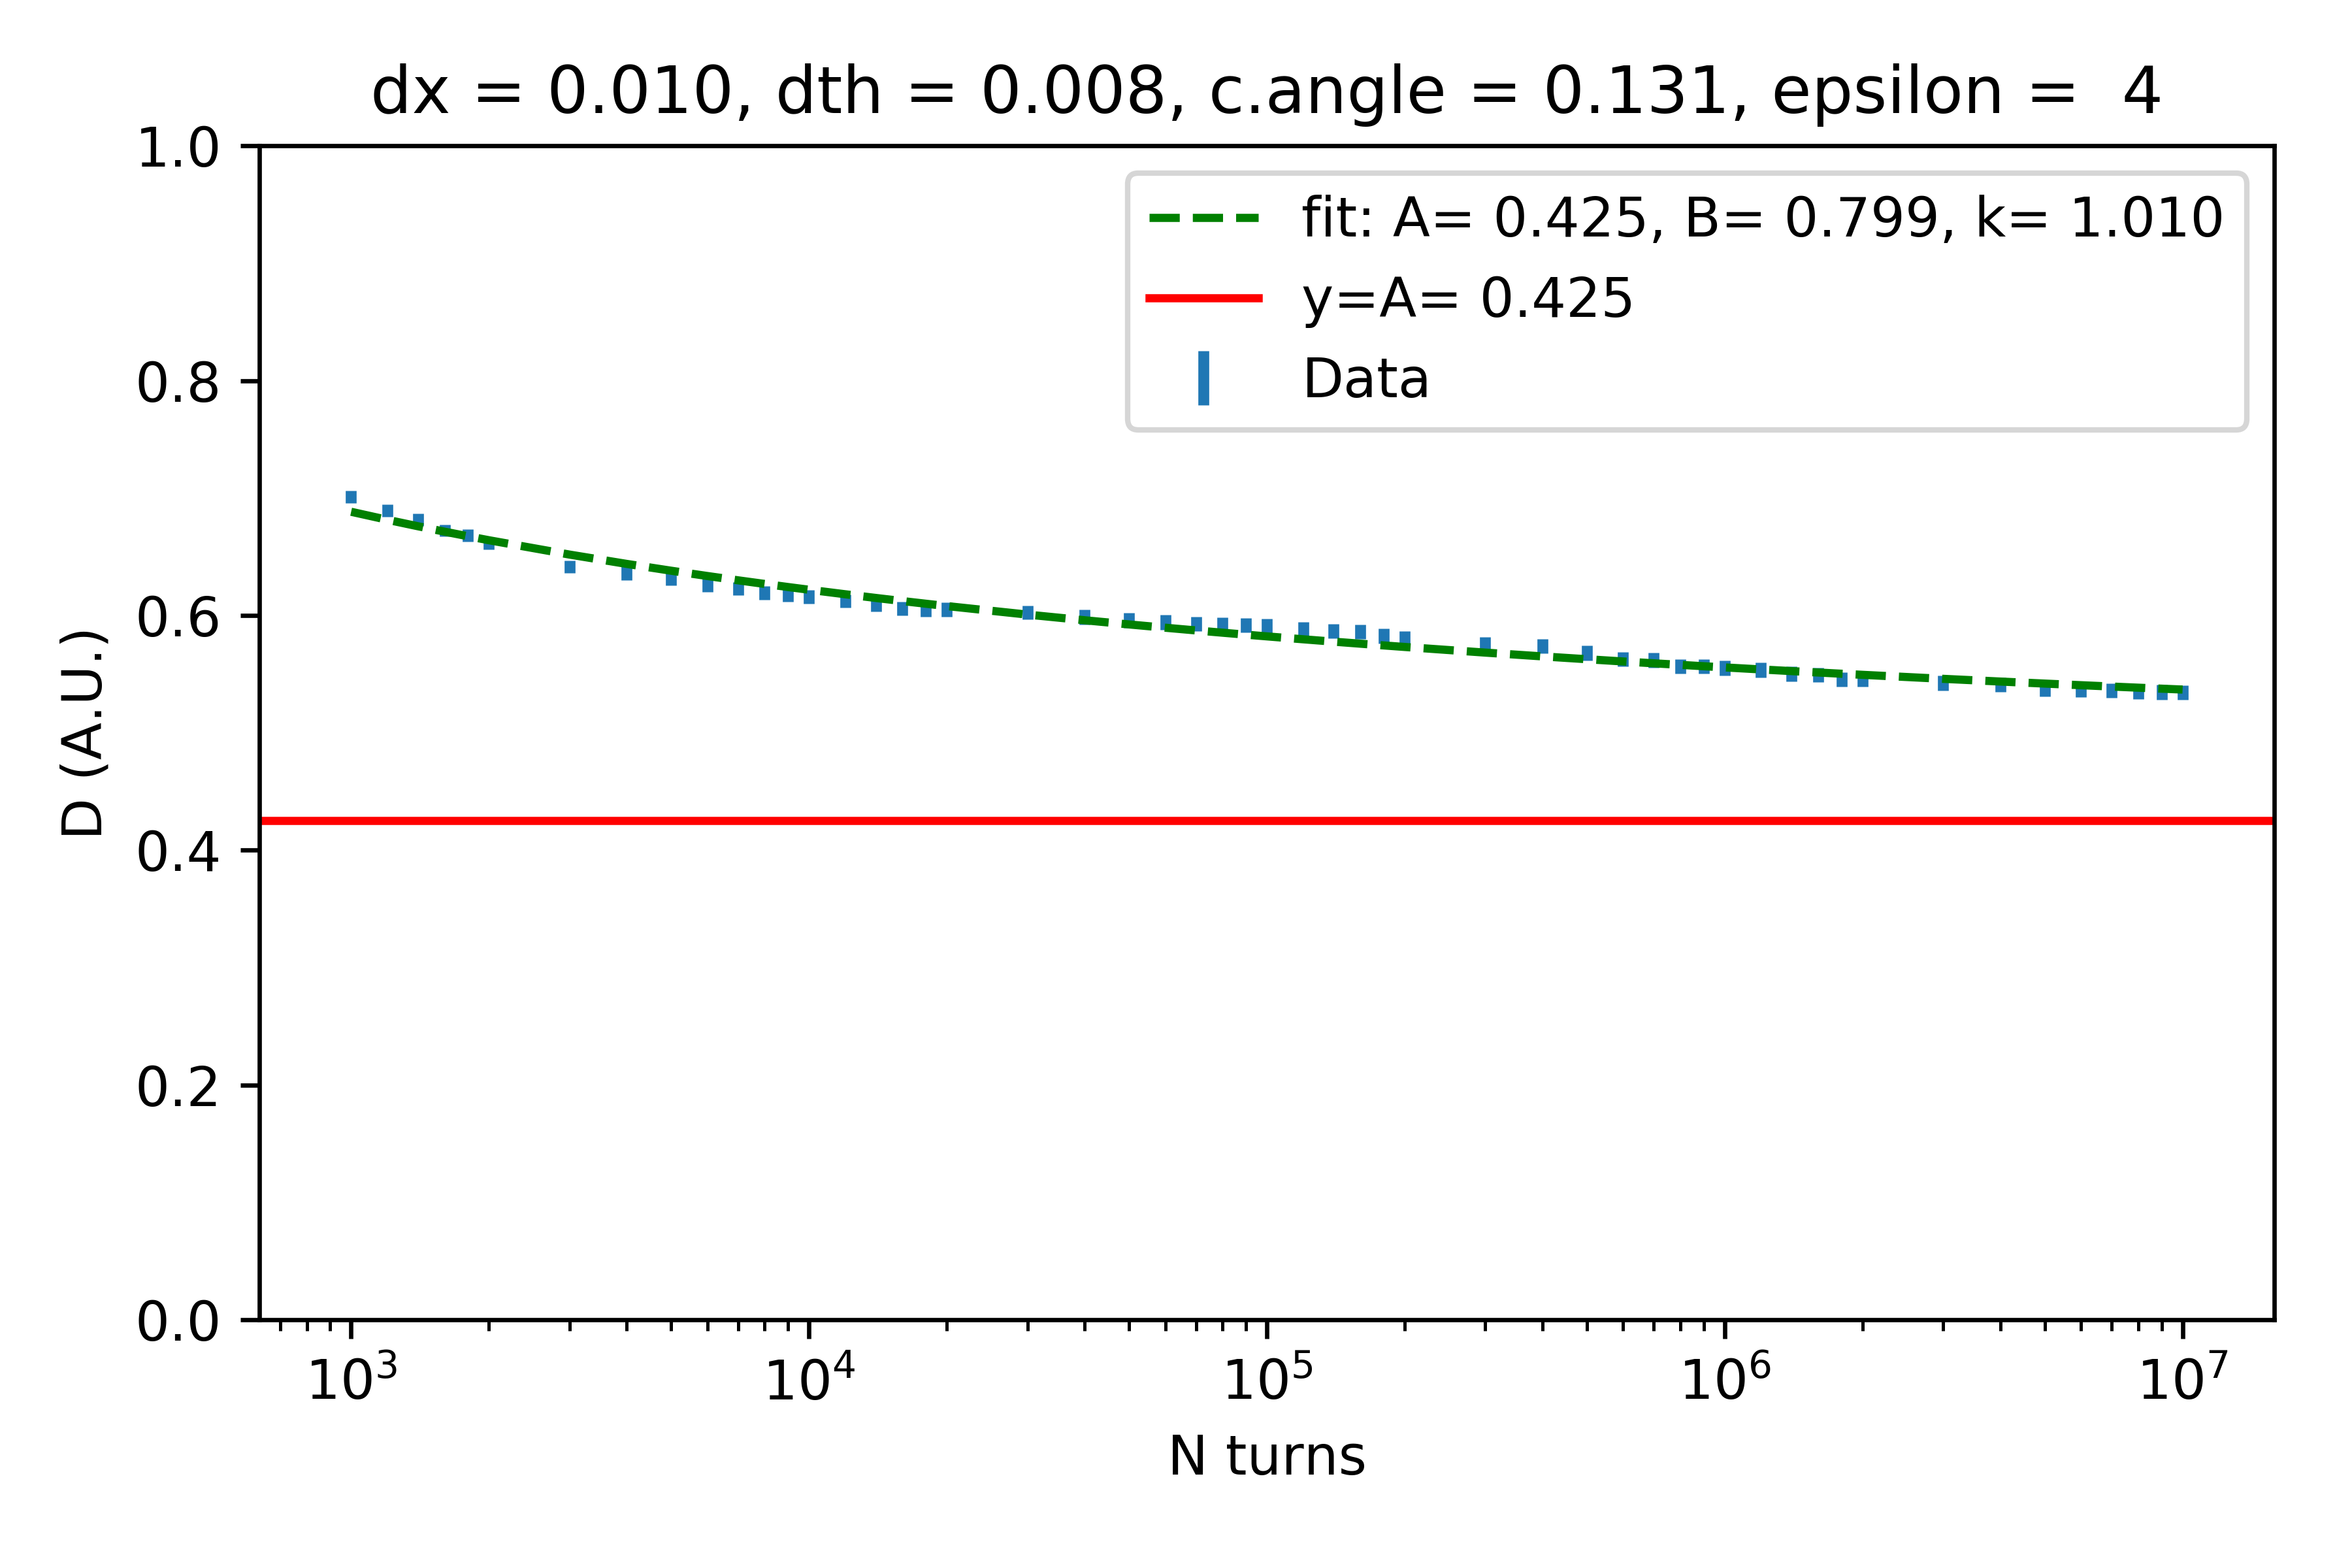 dx = 0.010, dth = 0.008, c.angle = 0.131, epsilon =  4
1.0
0.8
0.6
0.4
0.2
0.0
D (A.U.)
fit: A= 0.425, B= 0.799, k= 1.010
y=A= 0.425
Data
10³ 10⁴ 10⁵ 10⁶ 10⁷
N turns